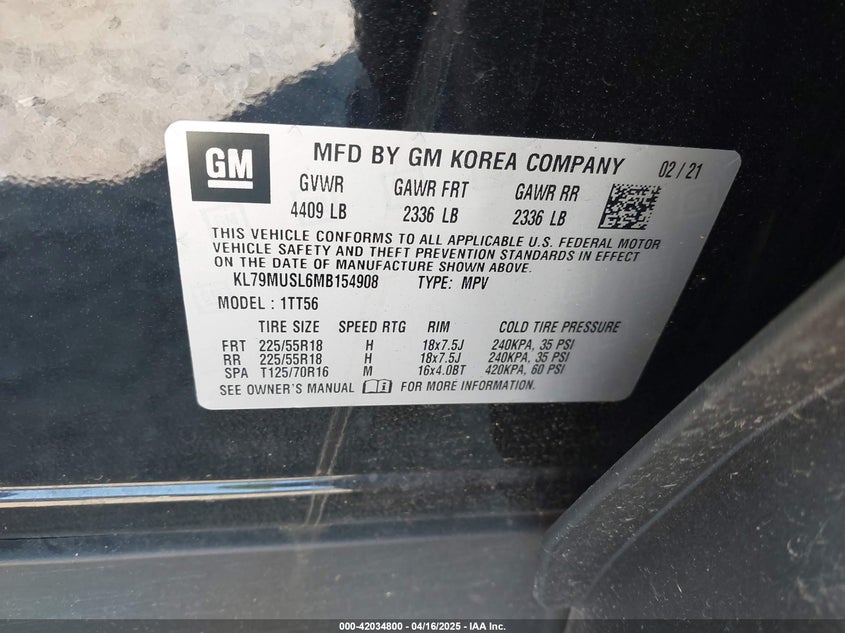 GM MFD BY GM KOREA COMPANY 02/21
GVWR GAWR FRT GAWR RR
4409 LB 2336 LB 2336 LB
THIS VEHICLE CONFORMS TO ALL APPLICABLE U.S. FEDERAL MOTOR
VEHICLE SAFETY AND THEFT PREVENTION STANDARDS IN EFFECT
ON THE DATE OF MANUFACTURE SHOWN ABOVE.
KL79MUSL6MB154908 TYPE: MPV
MODEL : 1TT56
TIRE SIZE SPEED RTG RIM COLD TIRE PRESSURE
FRT 225/55R18 H 18x7.5J 240KPA, 35 PSI
RR 225/55R18 H 18x7.5J 240KPA, 35 PSI
SPA T125/70R16 M 16x4.0BT 420KPA, 60 PSI
SEE OWNER'S MANUAL FOR MORE INFORMATION.
000-42034800 - 04/16/2025 - IAA Inc.